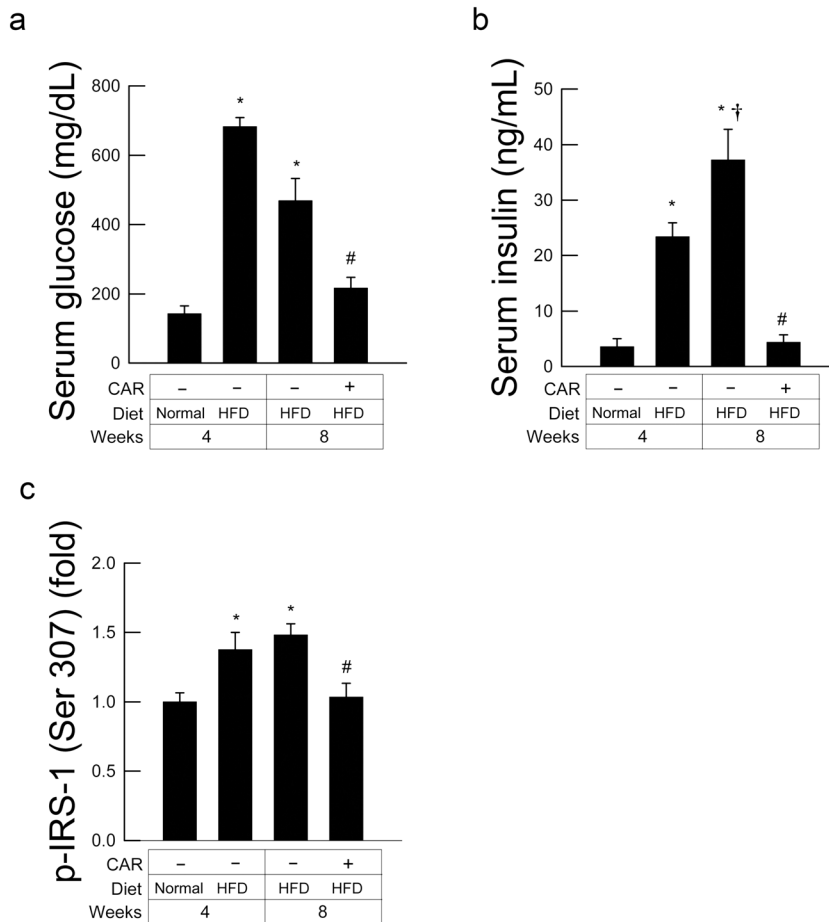 a
Serum glucose (mg/dL)
800
600
400
200
0
*
*
#
CAR − − − +
Diet Normal HFD HFD HFD
Weeks 4 8
b
Serum insulin (ng/mL)
50
40
30
20
10
0
*
* †
#
CAR − − − +
Diet Normal HFD HFD HFD
Weeks 4 8
c
p-IRS-1 (Ser 307) (fold)
2.0
1.5
1.0
0.5
0.0
*
*
#
CAR − − − +
Diet Normal HFD HFD HFD
Weeks 4 8